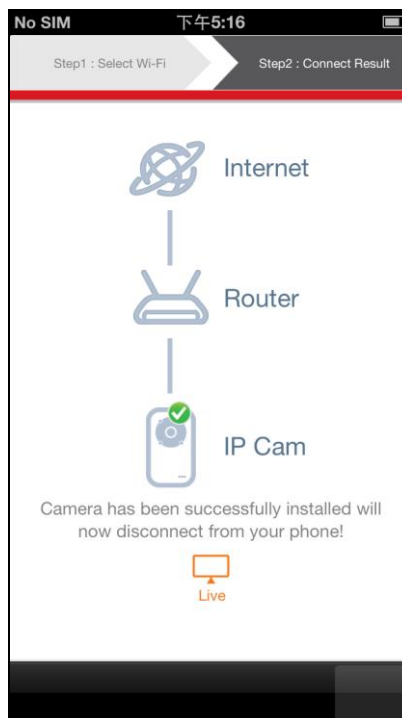 No SIM 下午5:16
Step1 : Select Wi-Fi Step2 : Connect Result
Internet
Router
IP Cam
Camera has been successfully installed will
now disconnect from your phone!
Live